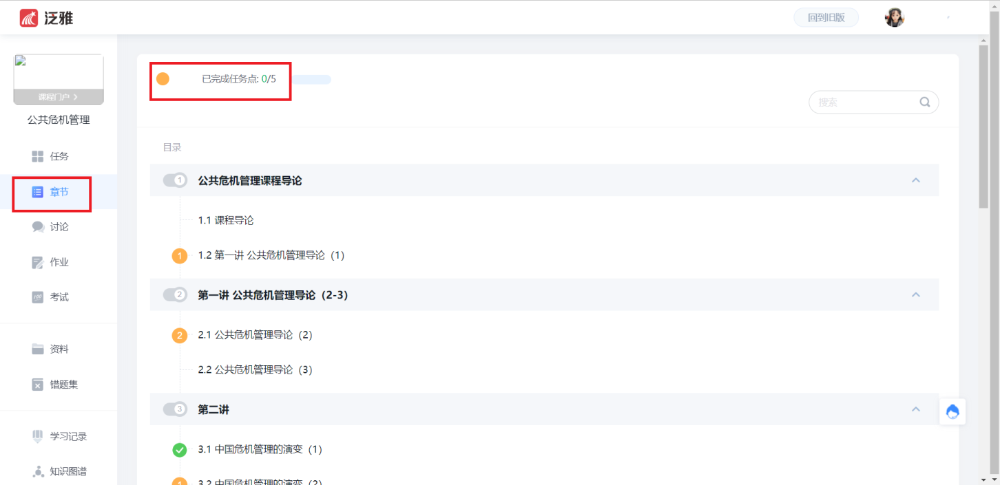 泛雅
回到旧版
课程门户
公共危机管理
任务
章节
讨论
作业
考试
资料
错题集
学习记录
知识图谱
已完成任务点: 0/5
搜索
目录
1 公共危机管理课程导论
1.1 课程导论
1 1.2 第一讲 公共危机管理导论（1）
2 第一讲 公共危机管理导论（2-3）
2 2.1 公共危机管理导论（2）
2.2 公共危机管理导论（3）
3 第二讲
3.1 中国危机管理的演变（1）
1 3.2 中国危机管理的演变（2）